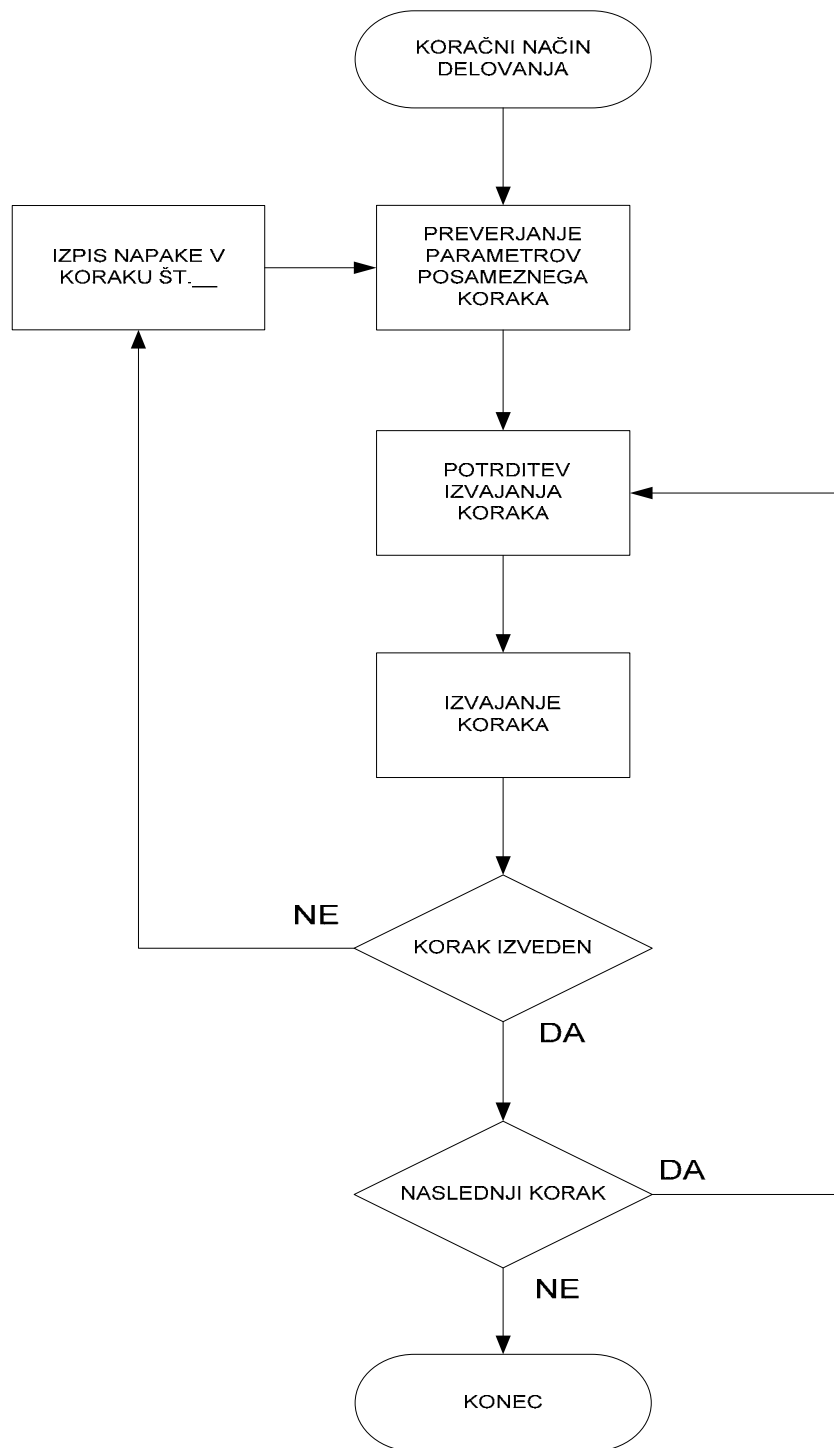 KORAČNI NAČIN
DELOVANJA
IZPIS NAPAKE V
KORAKU ŠT.__
PREVERJANJE
PARAMETROV
POSAMEZNEGA
KORAKA
POTRDITEV
IZVAJANJA
KORAKA
IZVAJANJE
KORAKA
NE
KORAK IZVEDEN
DA
NASLEDNJI KORAK
DA
NE
KONEC